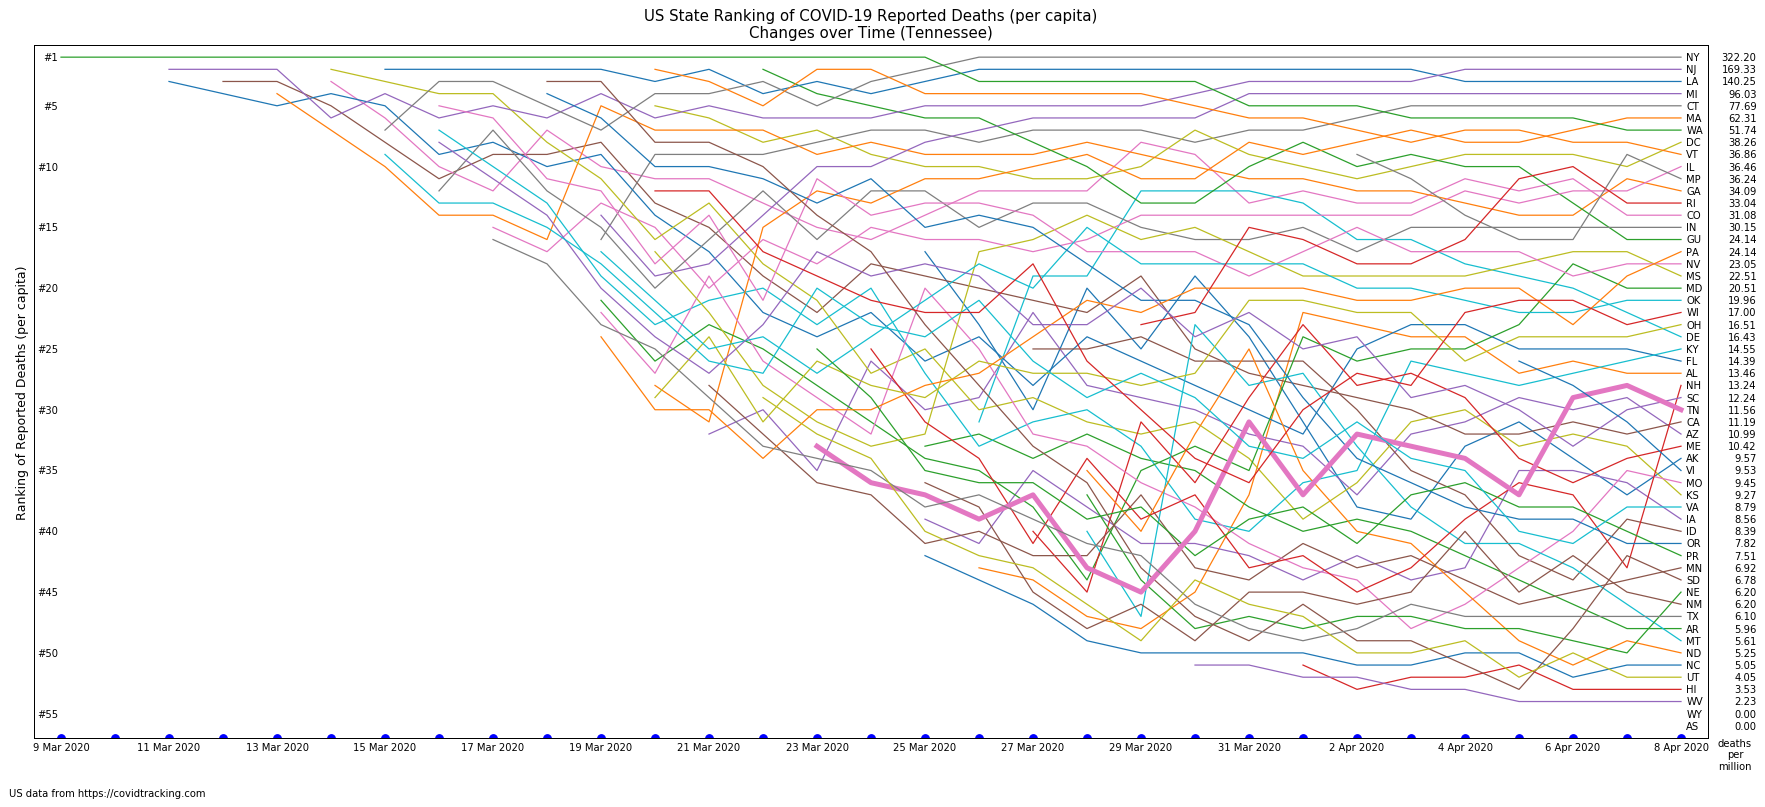 US State Ranking of COVID-19 Reported Deaths (per capita)
Changes over Time (Tennessee)
Ranking of Reported Deaths (per capita)
#1
#5
#10
#15
#20
#25
#30
#35
#40
#45
#50
#55
NY 322.20
NJ 169.33
LA 140.25
MI 96.03
CT 77.69
MA 62.31
WA 51.74
DC 38.26
VT 36.86
IL 36.46
MP 36.24
GA 34.09
RI 33.04
CO 31.08
IN 30.15
GU 24.14
PA 24.14
NV 23.05
MS 22.51
MD 20.51
OK 19.96
WI 17.00
OH 16.51
DE 16.43
KY 14.55
FL 14.39
AL 13.46
NH 13.24
SC 12.24
TN 11.56
CA 11.19
AZ 10.99
ME 10.42
AK 9.57
VI 9.53
MO 9.45
KS 9.27
VA 8.79
IA 8.56
ID 8.39
OR 7.82
PR 7.51
MN 6.92
SD 6.78
NE 6.20
NM 6.20
TX 6.10
AR 5.96
MT 5.61
ND 5.25
NC 5.05
UT 4.05
HI 3.53
WV 2.23
WY 0.00
AS 0.00
9 Mar 2020 11 Mar 2020 13 Mar 2020 15 Mar 2020 17 Mar 2020 19 Mar 2020 21 Mar 2020 23 Mar 2020 25 Mar 2020 27 Mar 2020 29 Mar 2020 31 Mar 2020 2 Apr 2020 4 Apr 2020 6 Apr 2020 8 Apr 2020
deaths
per
million
US data from https://covidtracking.com